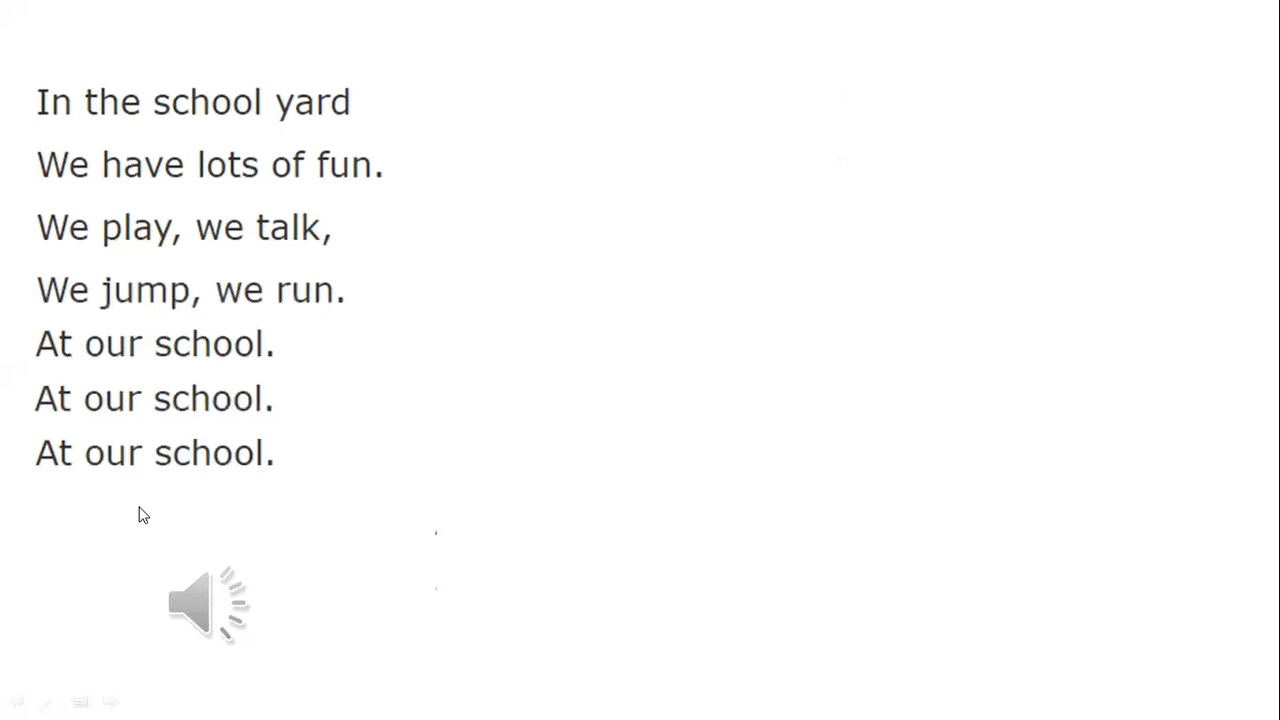 In the school yard
We have lots of fun.
We play, we talk,
We jump, we run.
At our school.
At our school.
At our school.